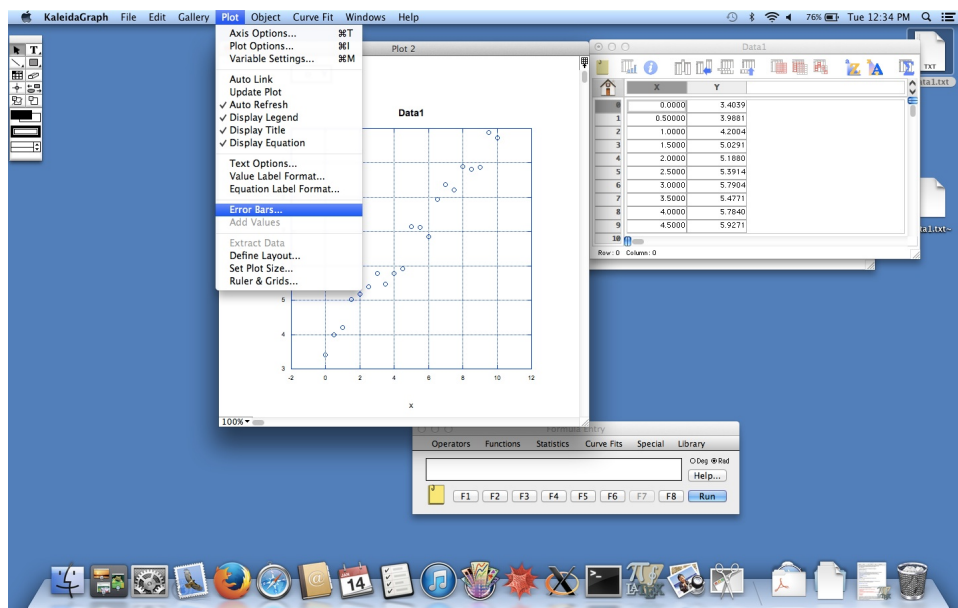 KaleidaGraph File Edit Gallery Plot Object Curve Fit Windows Help 76% Tue 12:34 PM
Axis Options... ⌘T
Plot Options... ⌘I
Variable Settings... ⌘M
Auto Link
Update Plot
✓ Auto Refresh
✓ Display Legend
✓ Display Title
✓ Display Equation
Text Options...
Value Label Format...
Equation Label Format...
Error Bars...
Add Values
Extract Data
Define Layout...
Set Plot Size...
Ruler & Grids...
T
Plot 2
Data1
5
4
3
-2 0 2 4 6 8 10 12
x
100%
Data1
X Y
0 0.0000 3.4039
1 0.50000 3.9881
2 1.0000 4.2004
3 1.5000 5.0291
4 2.0000 5.1880
5 2.5000 5.3914
6 3.0000 5.7904
7 3.5000 5.4771
8 4.0000 5.7840
9 4.5000 5.9271
10
Row: 0 Column: 0
TXT
ata1.txt
ata1.txt~
Formula Entry
Operators Functions Statistics Curve Fits Special Library
Deg Rad
Help...
F1 F2 F3 F4 F5 F6 F7 F8 Run
14